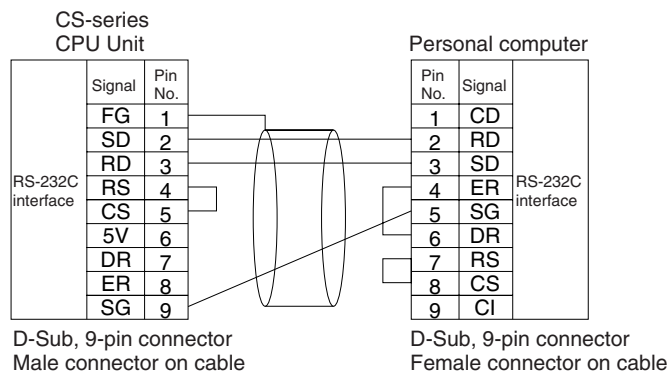 CS-series
CPU Unit
Personal computer
RS-232C
interface
Signal
Pin
No.
FG 1
SD 2
RD 3
RS 4
CS 5
5V 6
DR 7
ER 8
SG 9
Pin
No.
Signal
1 CD
2 RD
3 SD
4 ER
5 SG
6 DR
7 RS
8 CS
9 CI
RS-232C
interface
D-Sub, 9-pin connector
Male connector on cable
D-Sub, 9-pin connector
Female connector on cable